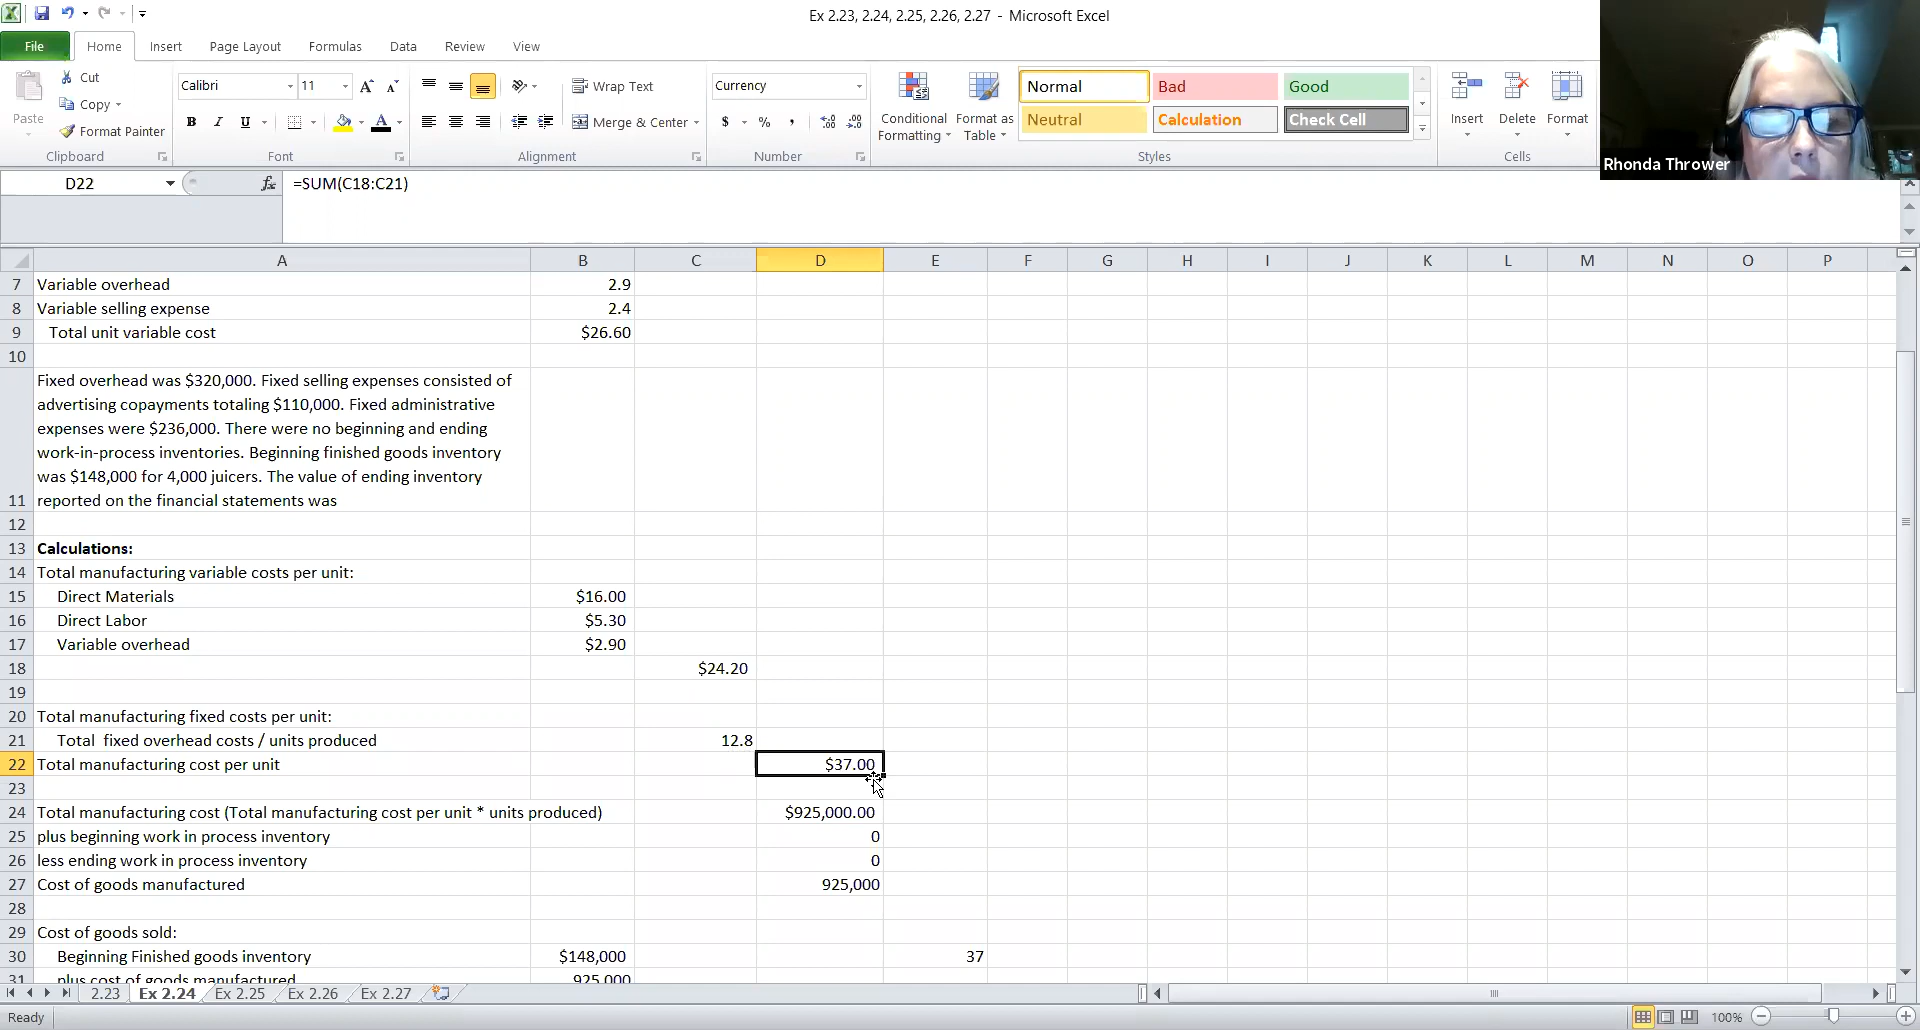 Ex 2.23, 2.24, 2.25, 2.26, 2.27 - Microsoft Excel
File Home Insert Page Layout Formulas Data Review View
Paste
Cut
Copy
Format Painter
Clipboard
Calibri 11
B I U
Font
Wrap Text
Merge & Center
Alignment
Currency
$ % ,
Number
Conditional Formatting
Format as Table
Normal Bad Good
Neutral Calculation Check Cell
Styles
Insert Delete Format
Cells
Rhonda Thrower
D22 fx =SUM(C18:C21)
A B C D E F G H I J K L M N O P
7 Variable overhead 2.9
8 Variable selling expense 2.4
9 Total unit variable cost $26.60
10
Fixed overhead was $320,000. Fixed selling expenses consisted of
advertising copayments totaling $110,000. Fixed administrative
expenses were $236,000. There were no beginning and ending
work-in-process inventories. Beginning finished goods inventory
was $148,000 for 4,000 juicers. The value of ending inventory
11 reported on the financial statements was
12
13 Calculations:
14 Total manufacturing variable costs per unit:
15 Direct Materials $16.00
16 Direct Labor $5.30
17 Variable overhead $2.90
18 $24.20
19
20 Total manufacturing fixed costs per unit:
21 Total fixed overhead costs / units produced 12.8
22 Total manufacturing cost per unit $37.00
23
24 Total manufacturing cost (Total manufacturing cost per unit * units produced) $925,000.00
25 plus beginning work in process inventory 0
26 less ending work in process inventory 0
27 Cost of goods manufactured 925,000
28
29 Cost of goods sold:
30 Beginning Finished goods inventory $148,000 37
31 plus cost of goods manufactured 925,000
2.23 Ex 2.24 Ex 2.25 Ex 2.26 Ex 2.27
Ready 100%